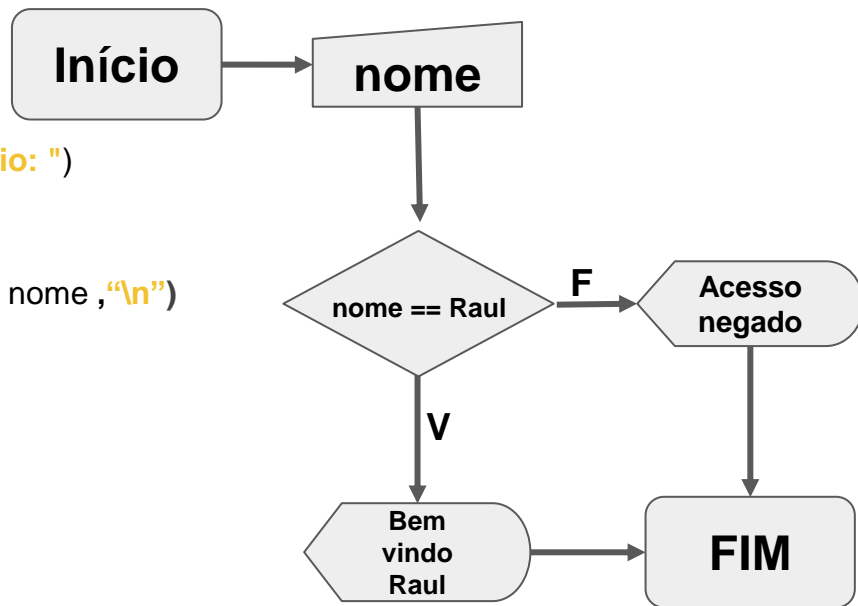 Início
nome
io: ")
nome ,“\n”)
nome == Raul
F
Acesso
negado
V
Bem
vindo
Raul
FIM